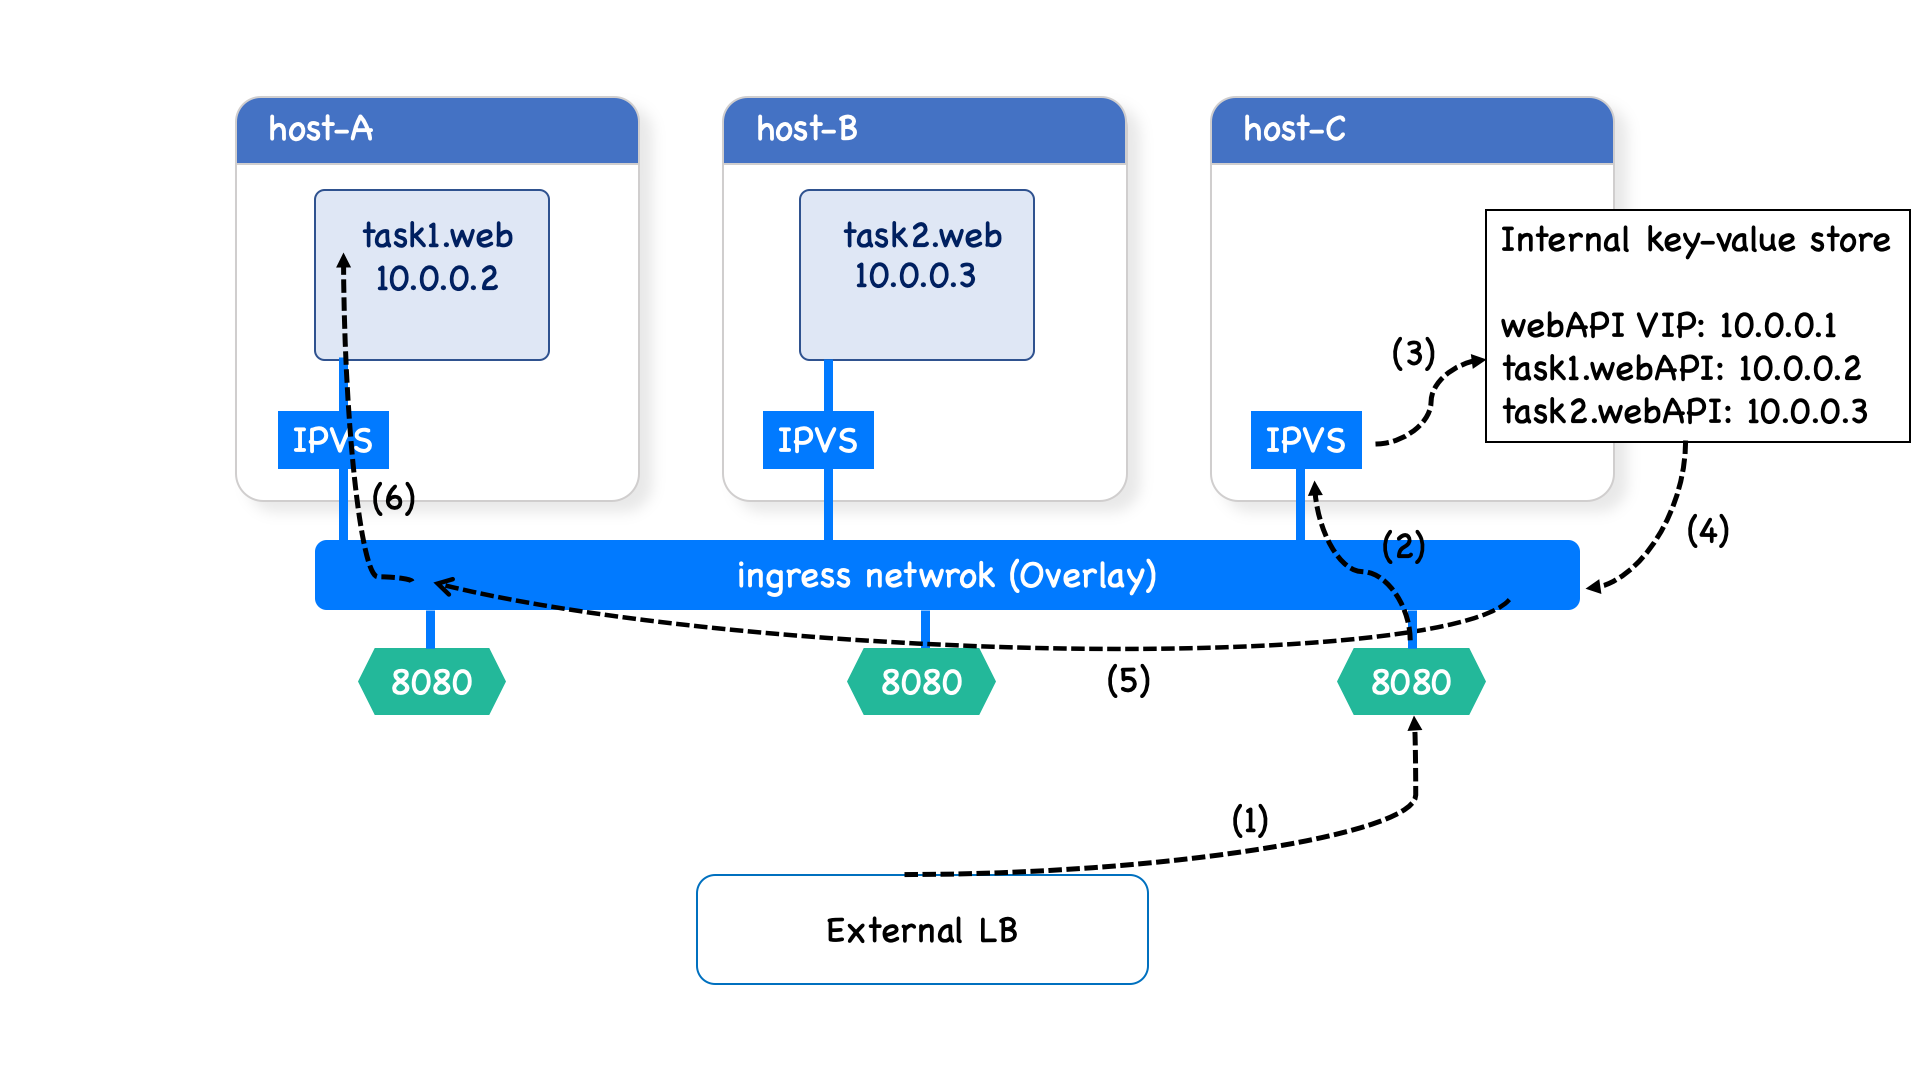 host-A
host-B
host-C
task1.web
10.0.0.2
task2.web
10.0.0.3
Internal key-value store
webAPI VIP: 10.0.0.1
task1.webAPI: 10.0.0.2
task2.webAPI: 10.0.0.3
(3)
IPVS
IPVS
IPVS
(6)
(2)
(4)
ingress netwrok (Overlay)
8080
8080
(5)
8080
(1)
External LB